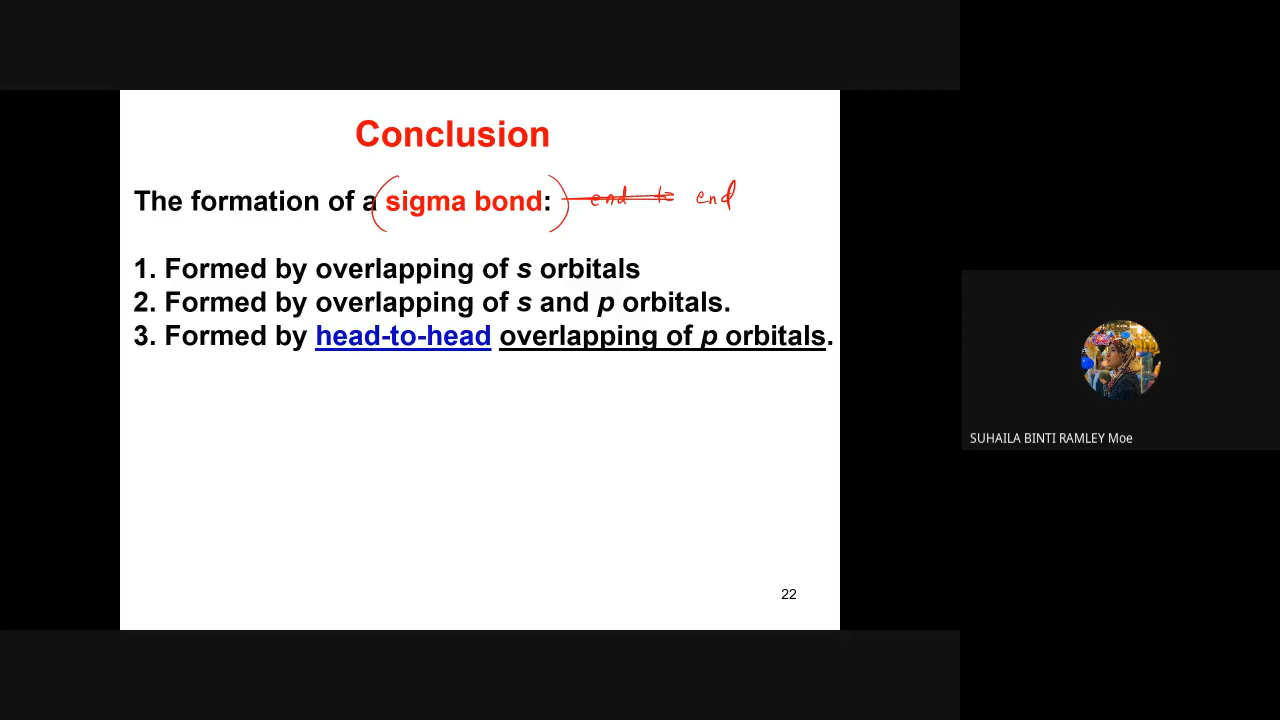 Conclusion
The formation of a sigma bond: end to end
1. Formed by overlapping of s orbitals
2. Formed by overlapping of s and p orbitals.
3. Formed by head-to-head overlapping of p orbitals.
22
SUHAILA BINTI RAMLEY Moe